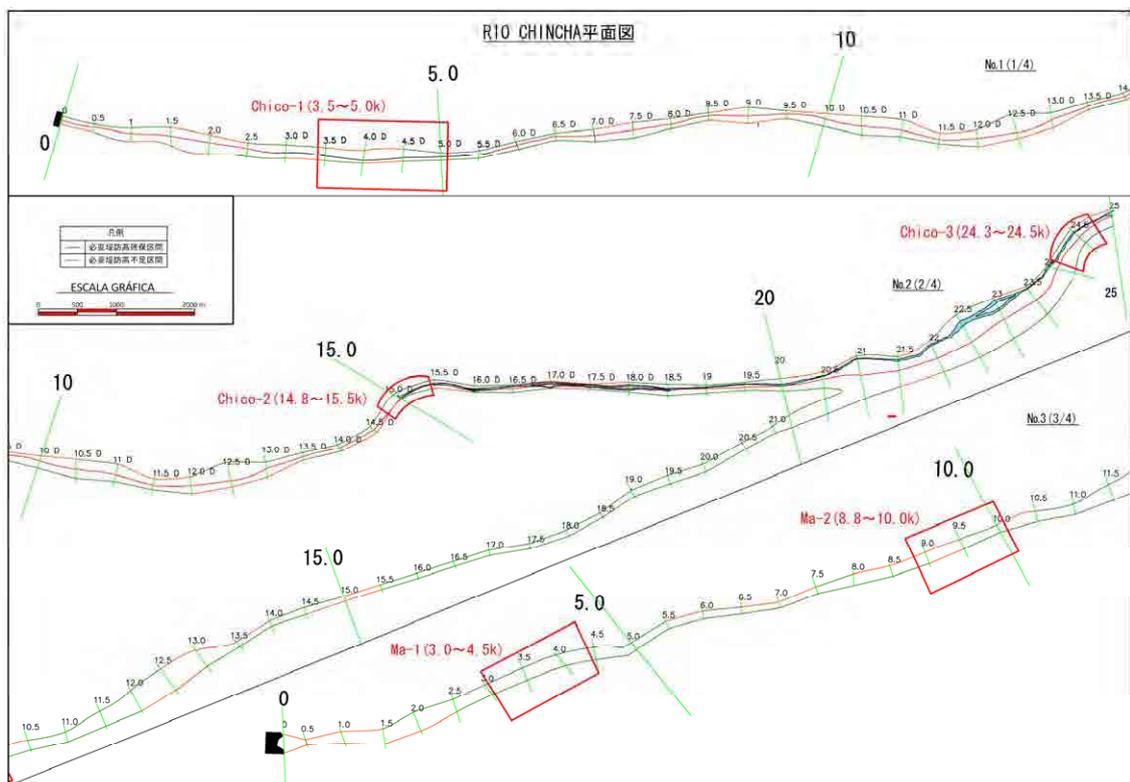 RIO CHINCHA平面図
No.1(1/4)
10
5.0
0
Chico-1(3.5～5.0k)
0
0.5
1
1.5
2.0
2.5
3.0 D
3.5 D
4.0 D
4.5 D
5.0 D
5.5 D
6.0 D
6.5 D
7.0 D
7.5 D
8.0 D
8.5 D
9 D
9.5 D
10 D
10.5 D
11 D
11.5 D
12.0 D
12.5 D
13.0 D
13.5 D
凡例
必要堤防高確保区間
必要堤防高不足区間
ESCALA GRÁFICA
0 500 1000 2000 m
No.2(2/4)
Chico-3(24.3～24.5k)
Chico-2(14.8～15.5k)
10
15.0
20
25
10 D
10.5 D
11 D
11.5 D
12.0 D
12.5 D
13.0 D
13.5 D
14.0 D
14.5 D
15.0 D
15.5 D
16.0 D
16.5 D
17.0 D
17.5 D
18.0 D
18.5
19
19.5
20
20.5
21
21.5
22
22.5
23
23.5
24.5
25
No.3(3/4)
15.0
10.5
11.0
11.5
12.0
12.5
13.0
13.5
14.0
14.5
15.0
15.5
16.0
16.5
17.0
17.5
18.0
18.5
19.0
19.5
20.0
20.5
21.0
Ma-1(3.0～4.5k)
Ma-2(8.8～10.0k)
0
5.0
10.0
0
0.5
1.0
1.5
2.0
2.5
3.0
3.5
4.0
4.5
5.0
5.5
6.0
6.5
7.0
7.5
8.0
8.5
9.0
9.5
10.0
10.5
11.0
11.5